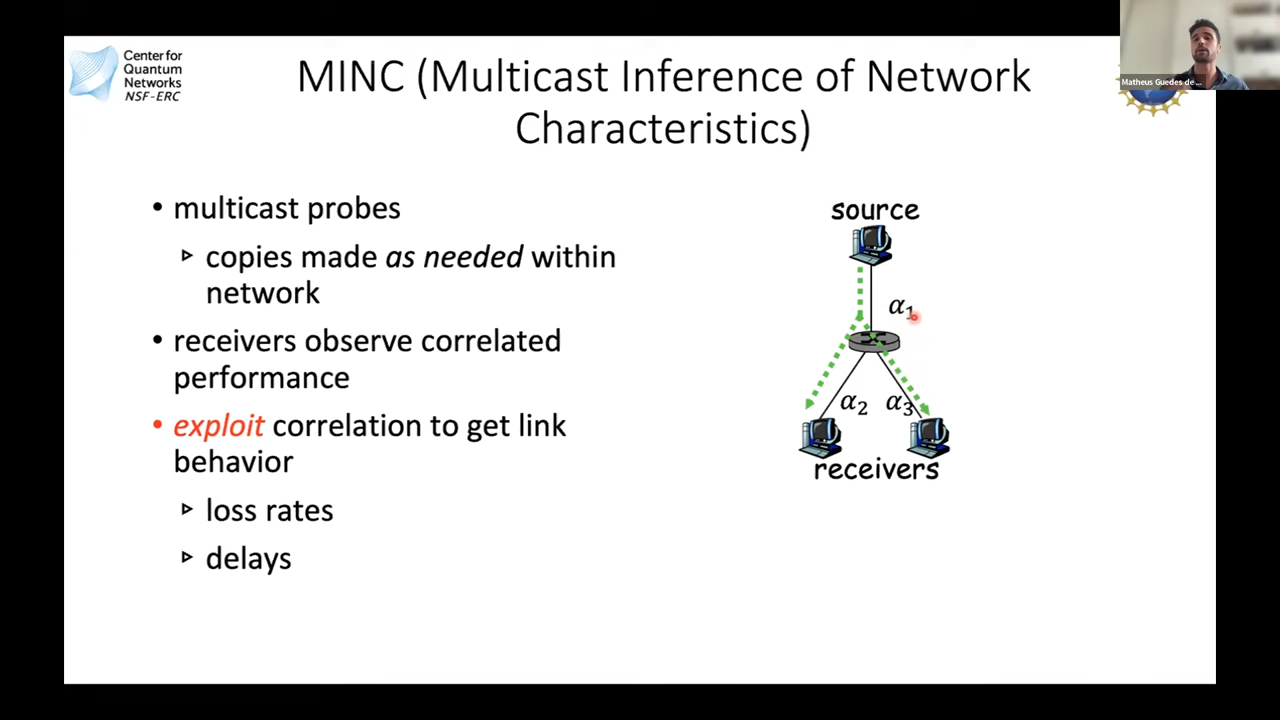 Center for
Quantum
Networks
NSF-ERC
MINC (Multicast Inference of Network
Characteristics)
Matheus Guedes de ...
• multicast probes
copies made as needed within
network
• receivers observe correlated
performance
• exploit correlation to get link
behavior
loss rates
delays
source
α₁
α₂ α₃
receivers